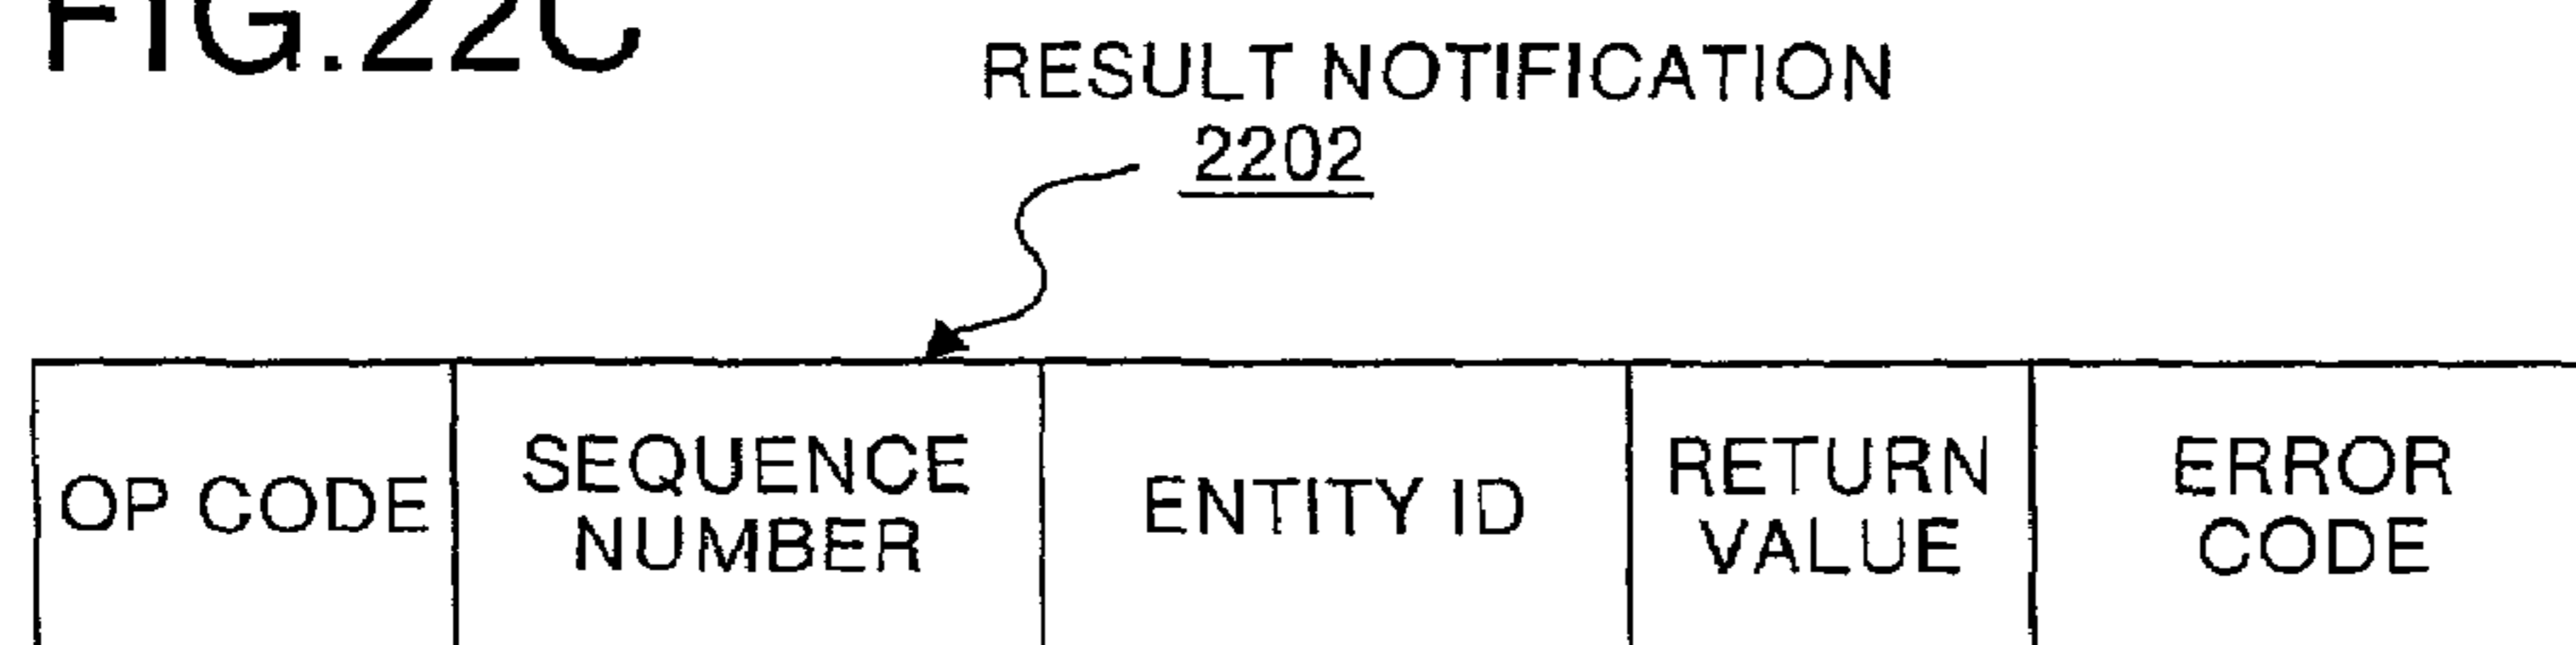 FIG.22C
RESULT NOTIFICATION
2202
OP CODE
SEQUENCE
NUMBER
ENTITY ID
RETURN
VALUE
ERROR
CODE